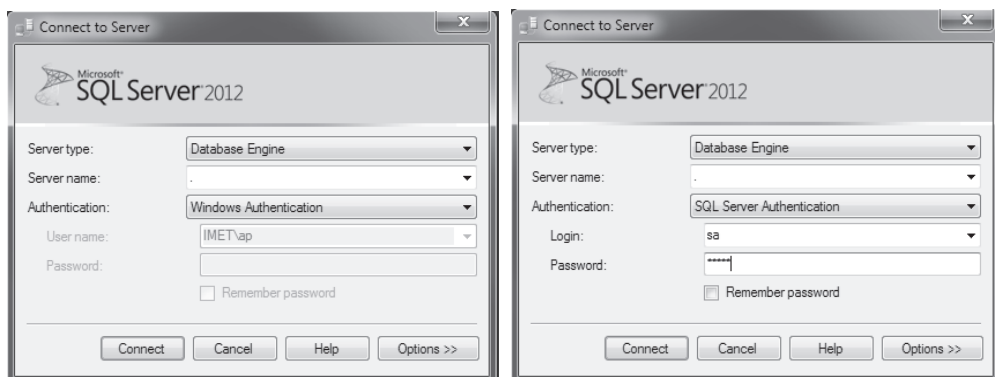 Connect to Server
x
Microsoft®
SQL Server® 2012
Server type: Database Engine
Server name: .
Authentication: Windows Authentication
User name: IMET\ap
Password:
Remember password
Connect Cancel Help Options >>
Connect to Server
x
Microsoft®
SQL Server® 2012
Server type: Database Engine
Server name: .
Authentication: SQL Server Authentication
Login: sa
Password: *****
Remember password
Connect Cancel Help Options >>